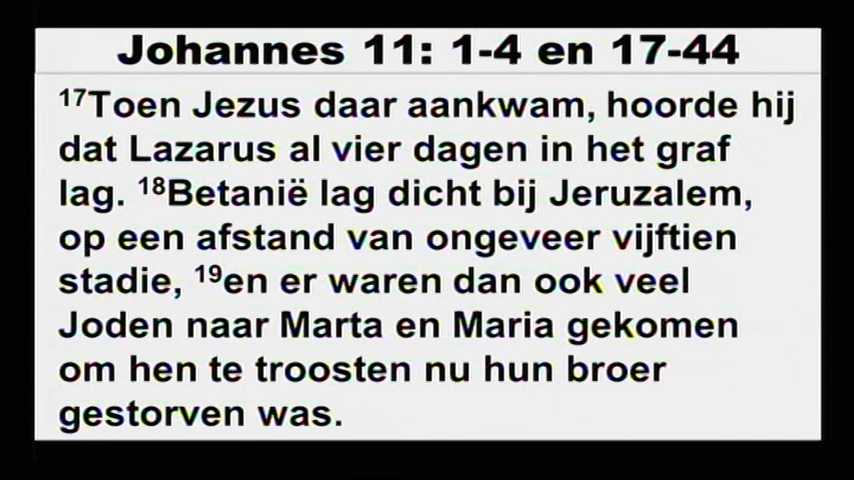 Johannes 11: 1-4 en 17-44
¹⁷Toen Jezus daar aankwam, hoorde hij
dat Lazarus al vier dagen in het graf
lag. ¹⁸Betanië lag dicht bij Jeruzalem,
op een afstand van ongeveer vijftien
stadie, ¹⁹en er waren dan ook veel
Joden naar Marta en Maria gekomen
om hen te troosten nu hun broer
gestorven was.